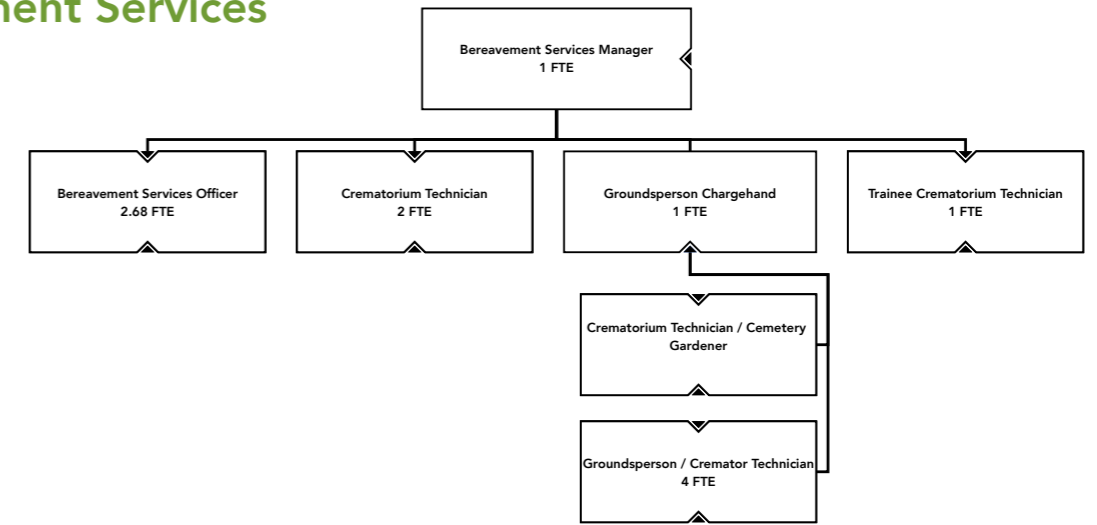 Services
Bereavement Services Manager
1 FTE
Bereavement Services Officer
2.68 FTE
Crematorium Technician
2 FTE
Groundsperson Chargehand
1 FTE
Trainee Crematorium Technician
1 FTE
Crematorium Technician / Cemetery
Gardener
Groundsperson / Cremator Technician
4 FTE